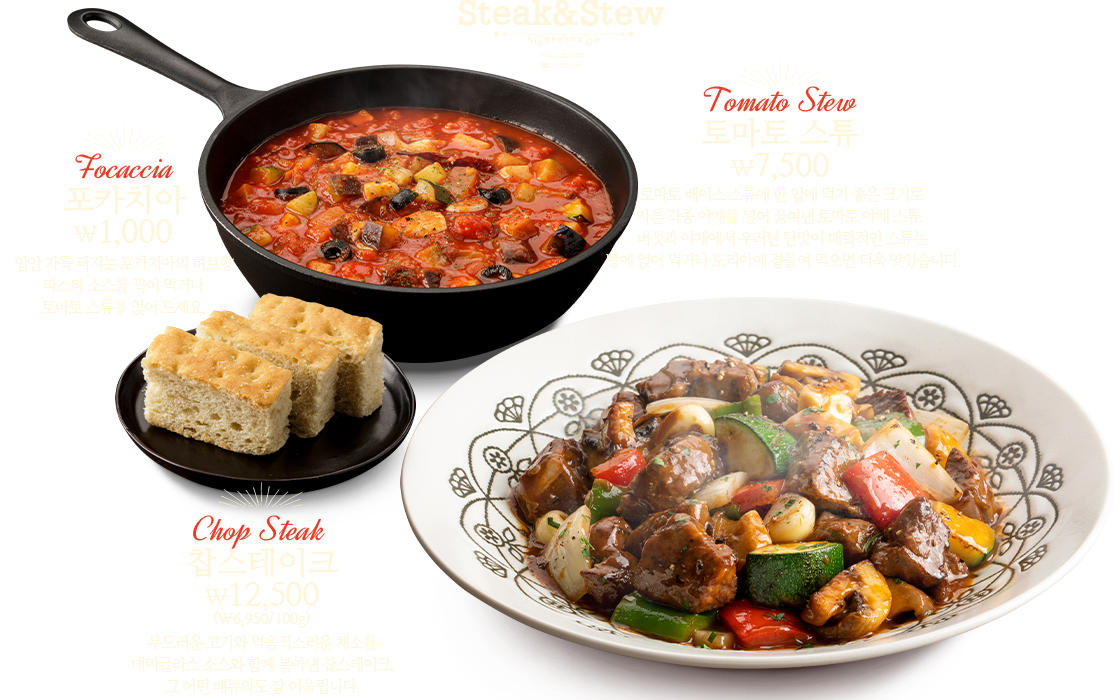 Steak&Stew
Tomato Stew
토마토 스튜
₩7,500
토마토 베이스 스튜에 한 입에 먹기 좋은 크기로
자른 각종 야채를 넣어 끓여낸 토마토 야채 스튜.
버섯과 야채에서 우러난 단맛이 매력적인 스튜는
밥에 얹어 먹거나 도리아에 곁들여 먹으면 더욱 맛있습니다.
Focaccia
포카치아
₩1,000
입안 가득 퍼지는 포카치아의 허브향
파스타 소스를 찍어 먹거나
토마토 스튜를 얹어 드세요.
Chop Steak
찹스테이크
₩12,500
(₩6,950/100g)
부드러운 고기와 먹음직스러운 채소를
데미글라스 소스와 함께 볶아낸 찹스테이크.
그 어떤 메뉴와도 잘 어울립니다.